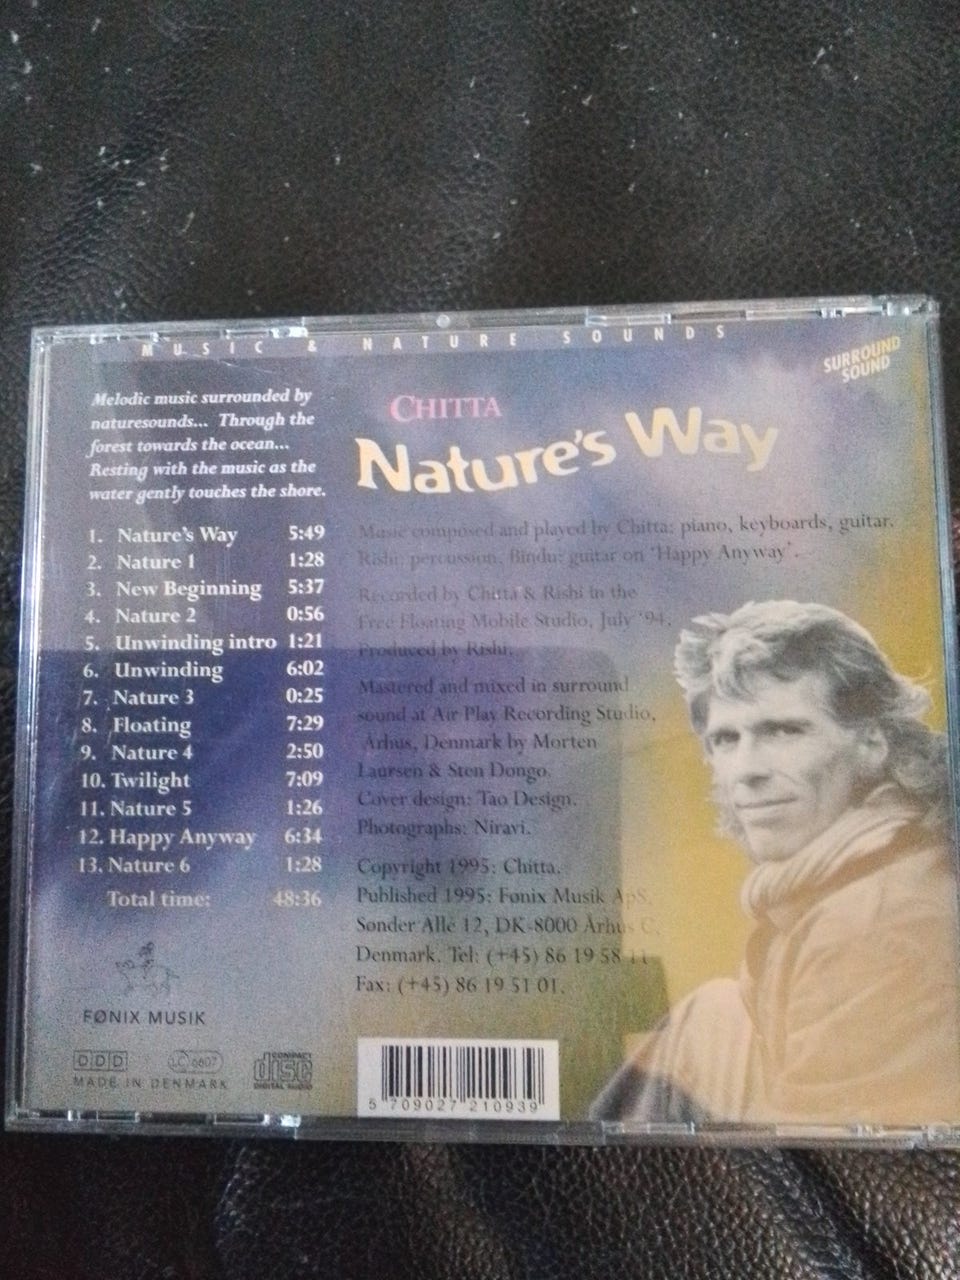 MUSIC & NATURE SOUNDS
SURROUND
SOUND
Melodic music surrounded by
naturesounds... Through the
forest towards the ocean...
Resting with the music as the
water gently touches the shore.
CHITTA
Nature's Way
1. Nature's Way 5:49
2. Nature 1 1:28
3. New Beginning 5:37
4. Nature 2 0:56
5. Unwinding intro 1:21
6. Unwinding 6:02
7. Nature 3 0:25
8. Floating 7:29
9. Nature 4 2:50
10. Twilight 7:09
11. Nature 5 1:26
12. Happy Anyway 6:34
13. Nature 6 1:28
Total time: 48:36
Music composed and played by Chitta: piano, keyboards, guitar.
Rishi: percussion. Bindu: guitar on 'Happy Anyway'.
Recorded by Chitta & Rishi in the
Free Floating Mobile Studio, July '94.
Produced by Rishi.
Mastered and mixed in surround
sound at Air Play Recording Studio,
Århus, Denmark by Morten
Laursen & Sten Dongo.
Cover design: Tao Design.
Photographs: Niravi.
Copyright 1995: Chitta.
Published 1995: Fønix Musik ApS,
Sønder Allé 12, DK-8000 Århus C,
Denmark. Tel: (+45) 86 19 58 11
Fax: (+45) 86 19 51 01.
FØNIX MUSIK
DDD
LC 6607
COMPACT
disc
DIGITAL AUDIO
MADE IN DENMARK
5 709027 210939